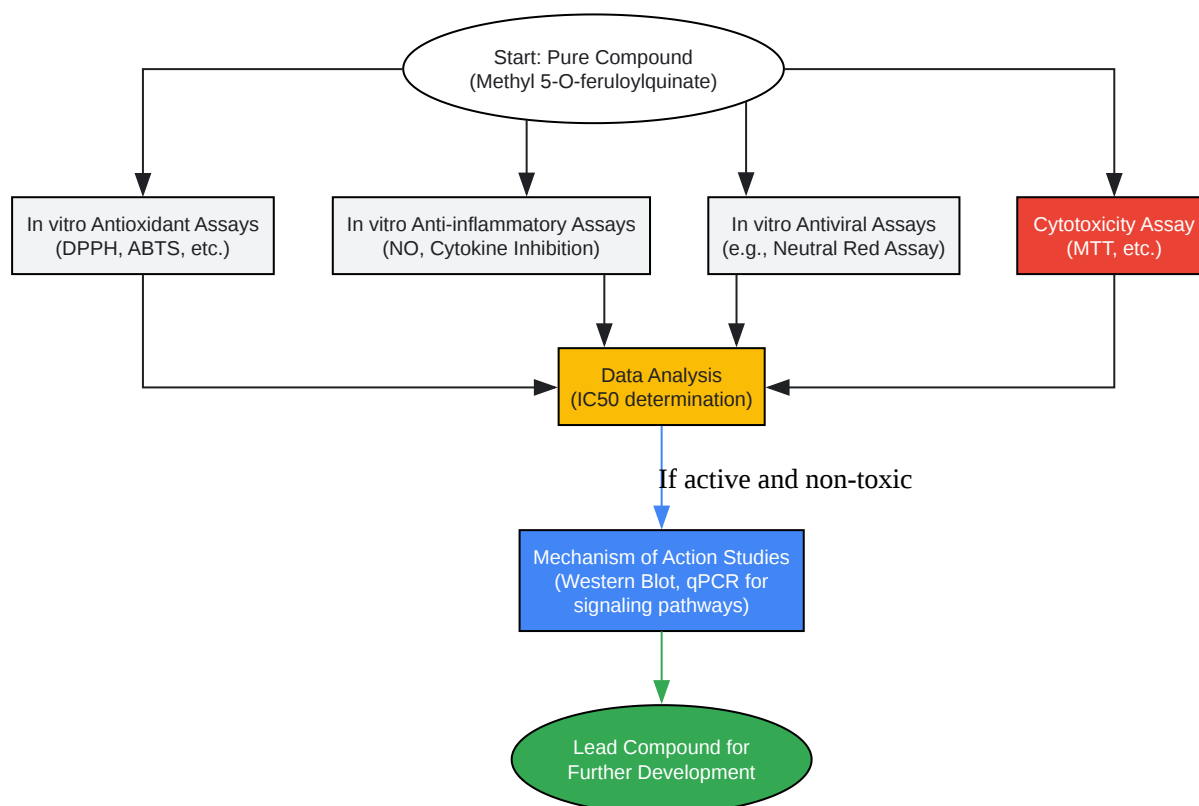 Start: Pure Compound
(Methyl 5-O-feruloylquinate)
In vitro Antioxidant Assays
(DPPH, ABTS, etc.)
In vitro Anti-inflammatory Assays
(NO, Cytokine Inhibition)
In vitro Antiviral Assays
(e.g., Neutral Red Assay)
Cytotoxicity Assay
(MTT, etc.)
Data Analysis
(IC50 determination)
If active and non-toxic
Mechanism of Action Studies
(Western Blot, qPCR for
signaling pathways)
Lead Compound for
Further Development